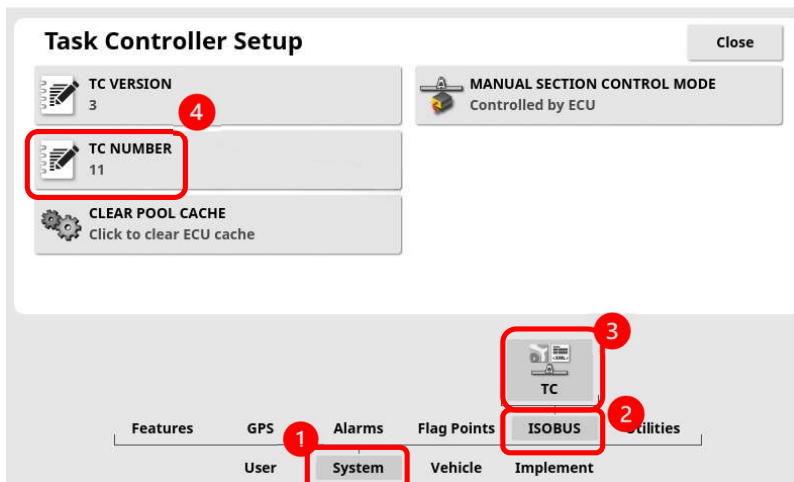 Task Controller Setup
Close
TC VERSION
3
MANUAL SECTION CONTROL MODE
Controlled by ECU
4
TC NUMBER
11
CLEAR POOL CACHE
Click to clear ECU cache
3
TC
2
Features GPS Alarms Flag Points ISOBUS Utilities
1
User System Vehicle Implement